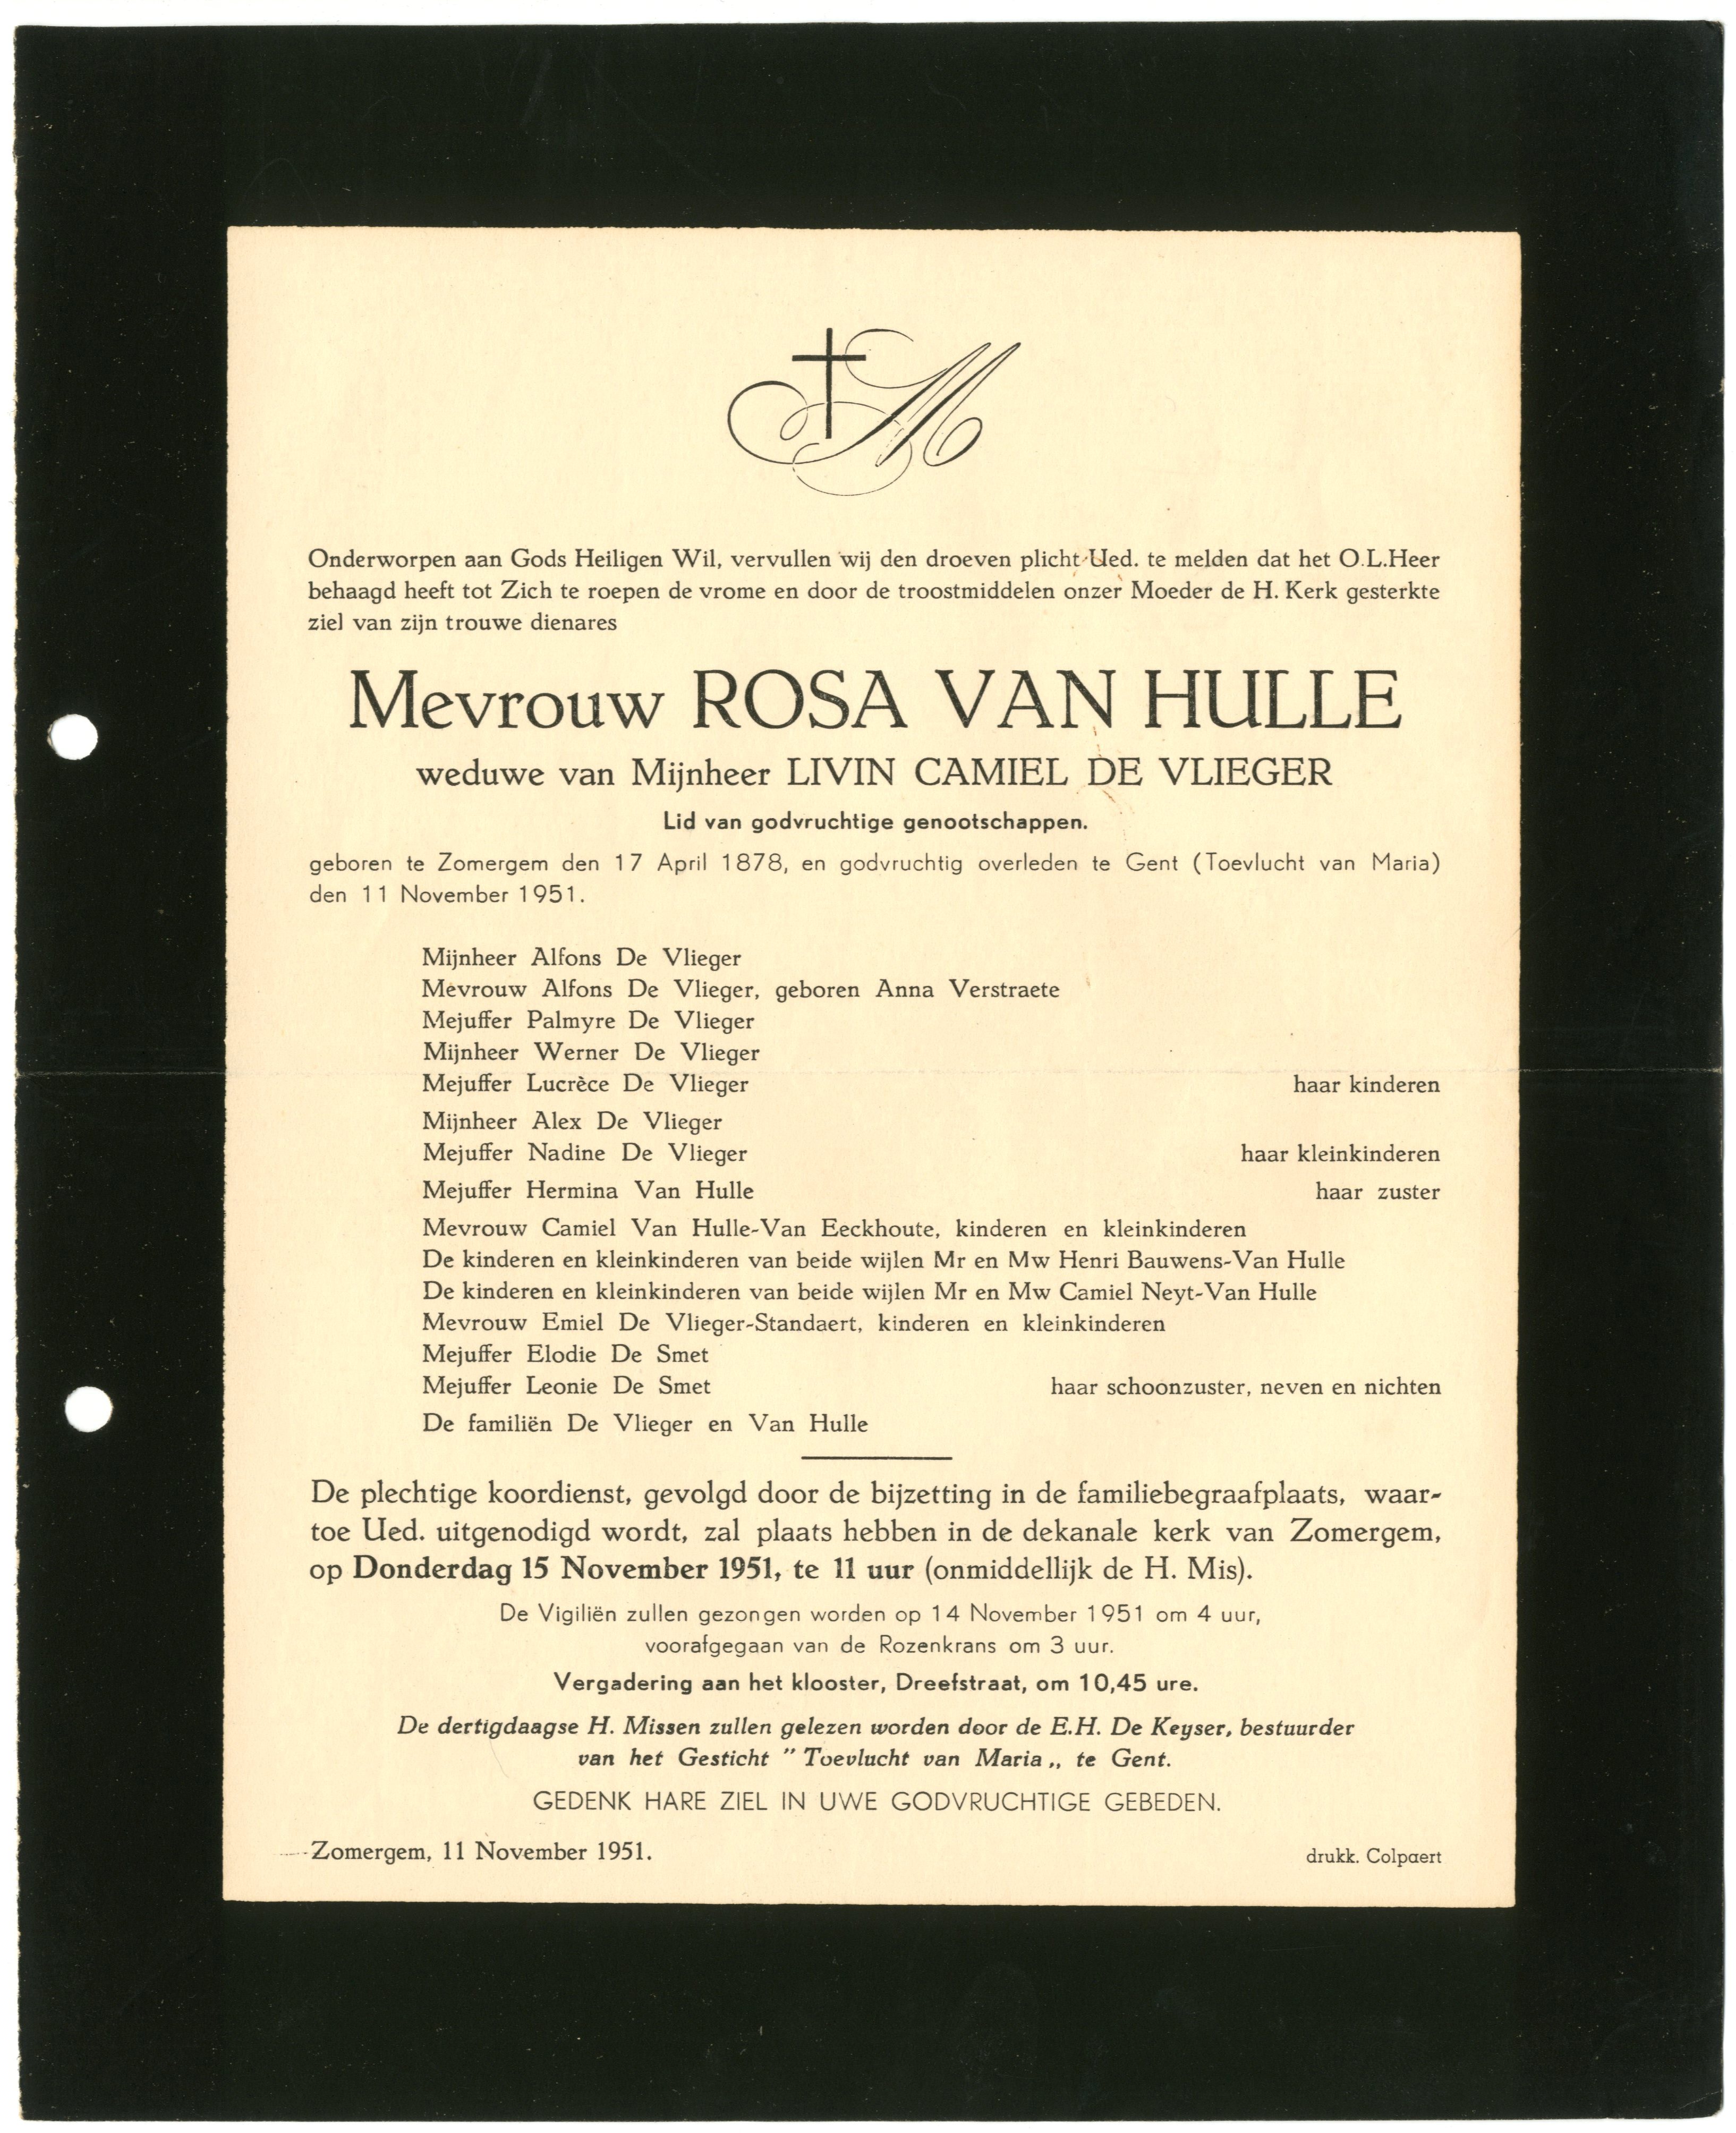 M
Onderworpen aan Gods Heiligen Wil, vervullen wij den droeven plicht Ued. te melden dat het O.L.Heer
behaagd heeft tot Zich te roepen de vrome en door de troostmiddelen onzer Moeder de H. Kerk gesterkte
ziel van zijn trouwe dienares
Mevrouw ROSA VAN HULLE
weduwe van Mijnheer LIVIN CAMIEL DE VLIEGER
Lid van godvruchtige genootschappen.
geboren te Zomergem den 17 April 1878, en godvruchtig overleden te Gent (Toevlucht van Maria)
den 11 November 1951.
Mijnheer Alfons De Vlieger
Mevrouw Alfons De Vlieger, geboren Anna Verstraete
Mejuffer Palmyre De Vlieger
Mijnheer Werner De Vlieger
Mejuffer Lucrèce De Vlieger haar kinderen
Mijnheer Alex De Vlieger
Mejuffer Nadine De Vlieger haar kleinkinderen
Mejuffer Hermina Van Hulle haar zuster
Mevrouw Camiel Van Hulle-Van Eeckhoute, kinderen en kleinkinderen
De kinderen en kleinkinderen van beide wijlen Mr en Mw Henri Bauwens-Van Hulle
De kinderen en kleinkinderen van beide wijlen Mr en Mw Camiel Neyt-Van Hulle
Mevrouw Emiel De Vlieger-Standaert, kinderen en kleinkinderen
Mejuffer Elodie De Smet
Mejuffer Leonie De Smet haar schoonzuster, neven en nichten
De familiën De Vlieger en Van Hulle
De plechtige koordienst, gevolgd door de bijzetting in de familiebegraafplaats, waar-
toe Ued. uitgenodigd wordt, zal plaats hebben in de dekanale kerk van Zomergem,
op Donderdag 15 November 1951, te 11 uur (onmiddellijk de H. Mis).
De Vigiliën zullen gezongen worden op 14 November 1951 om 4 uur,
voorafgegaan van de Rozenkrans om 3 uur.
Vergadering aan het klooster, Dreefstraat, om 10,45 ure.
De dertigdaagse H. Missen zullen gelezen worden door de E.H. De Keyser, bestuurder
van het Gesticht " Toevlucht van Maria „ te Gent.
GEDENK HARE ZIEL IN UWE GODVRUCHTIGE GEBEDEN.
Zomergem, 11 November 1951. drukk. Colpaert